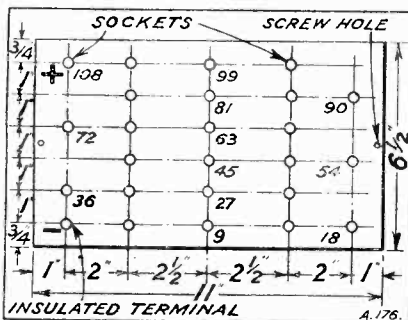 SOCKETS SCREW HOLE
3/4
+ 108 99
1
81 90
1
72 63
1
45 54
1
36 27
1
3/4 − 9 18
6 1/2"
1" 2" 2 1/2" 2 1/2" 2" 1"
11"
INSULATED TERMINAL A.176.